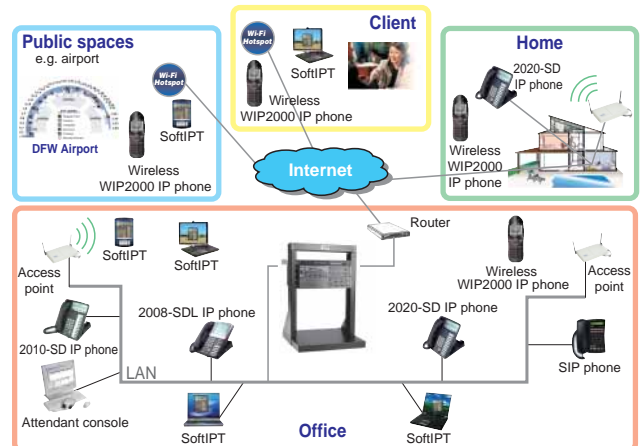 Public spaces
e.g. airport
Wi-Fi
Hotspot
DFW Airport
SoftIPT
Wireless
WIP2000 IP phone
Client
Wi-Fi
Hotspot
SoftIPT
Wireless
WIP2000 IP phone
Home
2020-SD
IP phone
Wireless
WIP2000
IP phone
Internet
Router
Access
point
SoftIPT
SoftIPT
Wireless
WIP2000 IP phone
Access
point
2010-SD IP phone
2008-SDL IP phone
2020-SD IP phone
SIP phone
LAN
Attendant console
SoftIPT
Office
SoftIPT